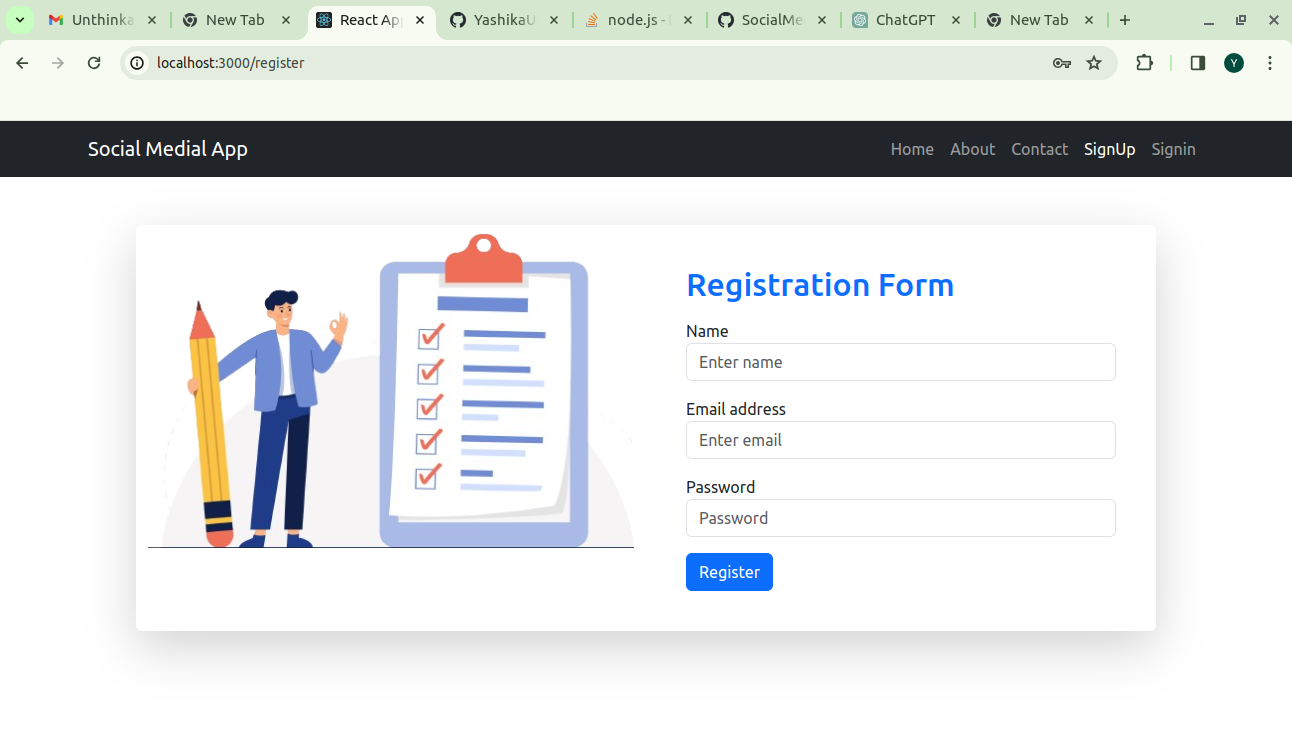 Unthinka
New Tab
React App
YashikaU
node.js -
SocialMe
ChatGPT
New Tab
localhost:3000/register
Y
Social Medial App
Home About Contact SignUp Signin
Registration Form
Name
Enter name
Email address
Enter email
Password
Password
Register